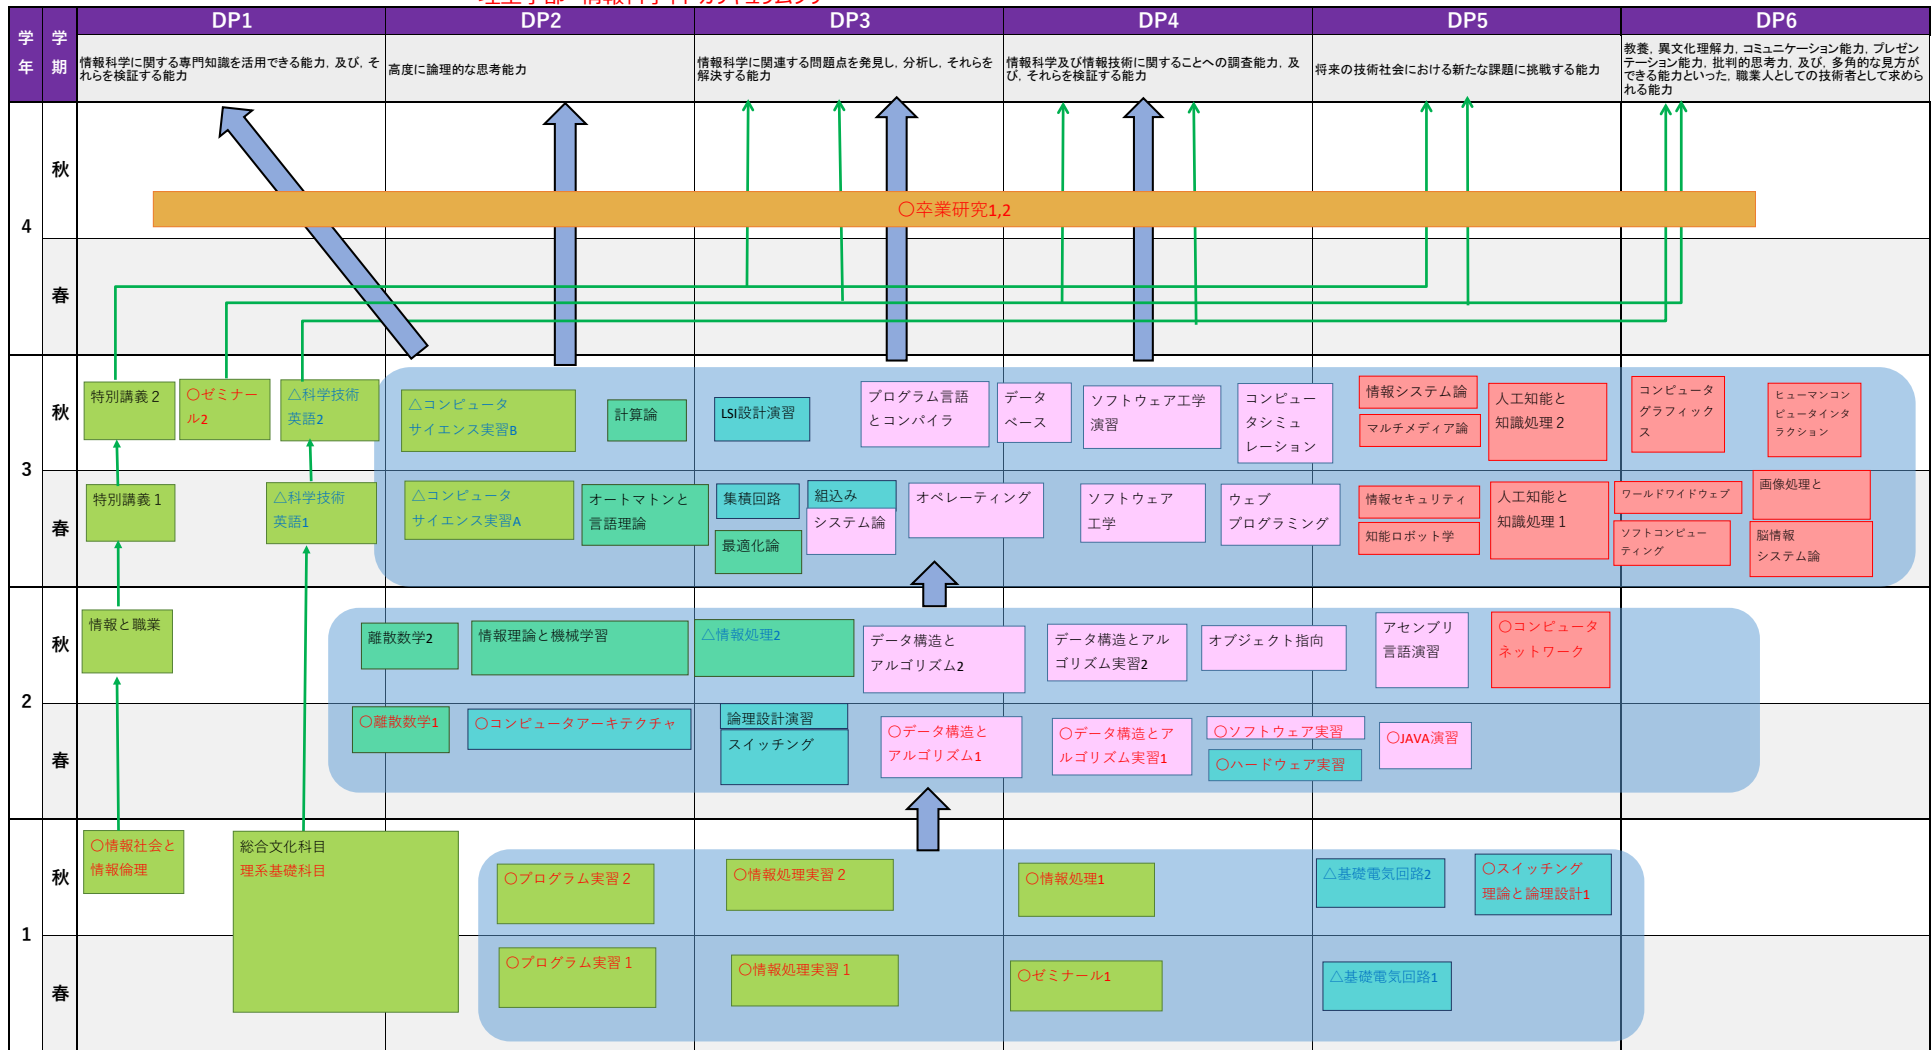 DP1
DP2
DP3
DP4
DP5
DP6
学年
学期
情報科学に関する専門知識を活用できる能力, 及び, そ
れらを検証する能力
高度に論理的な思考能力
情報科学に関連する問題点を発見し, 分析し, それらを
解決する能力
情報科学及び情報技術に関することへの調査能力, 及
び, それらを検証する能力
将来の技術社会における新たな課題に挑戦する能力
教養, 異文化理解力, コミュニケーション能力, プレゼン
テーション能力, 批判的思考力, 及び, 多角的な見方が
できる能力といった, 職業人としての技術者として求めら
れる能力
4
秋
〇卒業研究1,2
春
3
秋
特別講義２
〇ゼミナー
ル2
△科学技術
英語2
△コンピュータ
サイエンス実習B
計算論
LSI設計演習
プログラム言語
とコンパイラ
データ
ベース
ソフトウェア工学
演習
コンピュー
タシミュ
レーション
情報システム論
マルチメディア論
人工知能と
知識処理２
コンピュータ
グラフィック
ス
ヒューマンコン
ピュータインタ
ラクション
春
特別講義１
△科学技術
英語1
△コンピュータ
サイエンス実習A
オートマトンと
言語理論
集積回路
最適化論
組込み
システム論
オペレーティング
ソフトウェア
工学
ウェブ
プログラミング
情報セキュリティ
知能ロボット学
人工知能と
知識処理１
ワールドワイドウェブ
ソフトコンピュー
ティング
画像処理と
脳情報
システム論
2
秋
情報と職業
離散数学2
情報理論と機械学習
△情報処理2
データ構造と
アルゴリズム2
データ構造とアル
ゴリズム実習2
オブジェクト指向
アセンブリ
言語演習
〇コンピュータ
ネットワーク
春
〇離散数学1
〇コンピュータアーキテクチャ
論理設計演習
スイッチング
〇データ構造と
アルゴリズム1
〇データ構造とア
ルゴリズム実習1
〇ソフトウェア実習
〇ハードウェア実習
〇JAVA演習
1
秋
〇情報社会と
情報倫理
総合文化科目
理系基礎科目
〇プログラム実習２
〇情報処理実習２
〇情報処理1
△基礎電気回路2
〇スイッチング
理論と論理設計1
春
〇プログラム実習１
〇情報処理実習１
〇ゼミナール1
△基礎電気回路1